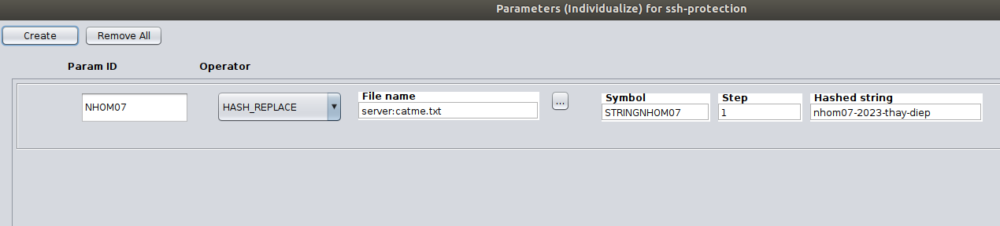 Parameters (Individualize) for ssh-protection
Create Remove All
Param ID Operator
File name Symbol Step Hashed string
NHOM07 HASH_REPLACE server:catme.txt ... STRINGNHOM07 1 nhom07-2023-thay-diep